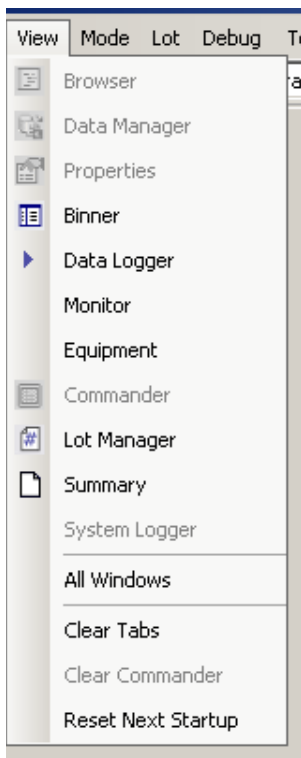 View Mode Lot Debug
Browser
Data Manager
Properties
Binner
Data Logger
Monitor
Equipment
Commander
Lot Manager
Summary
System Logger
All Windows
Clear Tabs
Clear Commander
Reset Next Startup